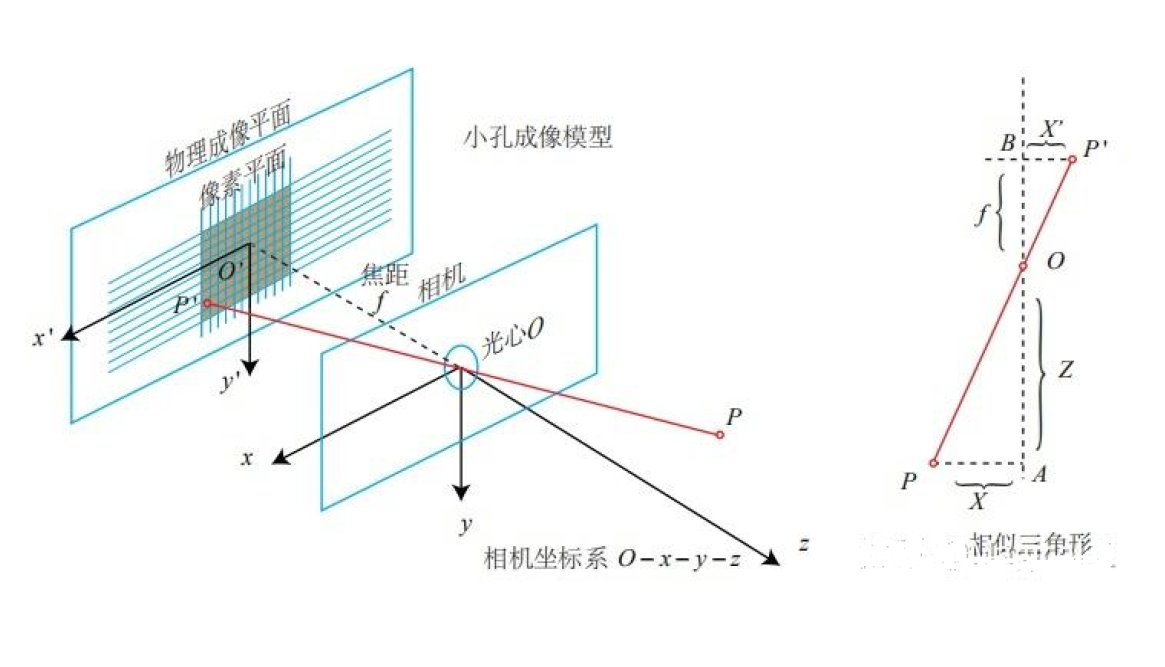 物理成像平面
像素平面
小孔成像模型
O'
P'
x'
y'
焦距
f
相机
光心O
P
x
y
z
相机坐标系 O-x-y-z
B
X'
P'
f
O
Z
P
X
A
相似三角形